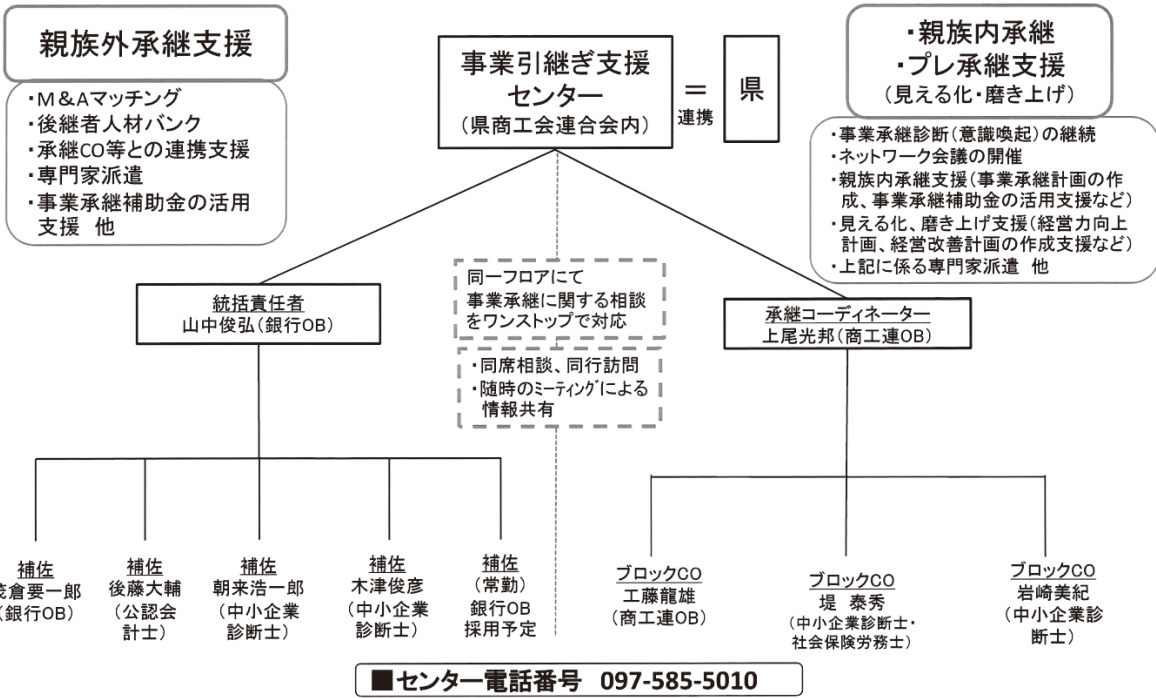 親族外承継支援
・M&Aマッチング
・後継者人材バンク
・承継CO等との連携支援
・専門家派遣
・事業承継補助金の活用
支援 他
事業引継ぎ支援
センター
(県商工会連合会内)
=
連携
県
・親族内承継
・プレ承継支援
(見える化・磨き上げ)
・事業承継診断(意識喚起)の継続
・ネットワーク会議の開催
・親族内承継支援(事業承継計画の作
成、事業承継補助金の活用支援など)
・見える化、磨き上げ支援(経営力向上
計画、経営改善計画の作成支援など)
・上記に係る専門家派遣 他
統括責任者
山中俊弘(銀行OB)
同一フロアにて
事業承継に関する相談
をワンストップで対応
・同席相談、同行訪問
・随時のミーティングによる
情報共有
承継コーディネーター
上尾光邦(商工連OB)
補佐
倉要一郎
(銀行OB)
補佐
後藤大輔
(公認会
計士)
補佐
朝来浩一郎
(中小企業
診断士)
補佐
木津俊彦
(中小企業
診断士)
補佐
(常勤)
銀行OB
採用予定
ブロックCO
工藤龍雄
(商工連OB)
ブロックCO
堤 泰秀
(中小企業診断士・
社会保険労務士)
ブロックCO
岩崎美紀
(中小企業診
断士)
■センター電話番号 097-585-5010